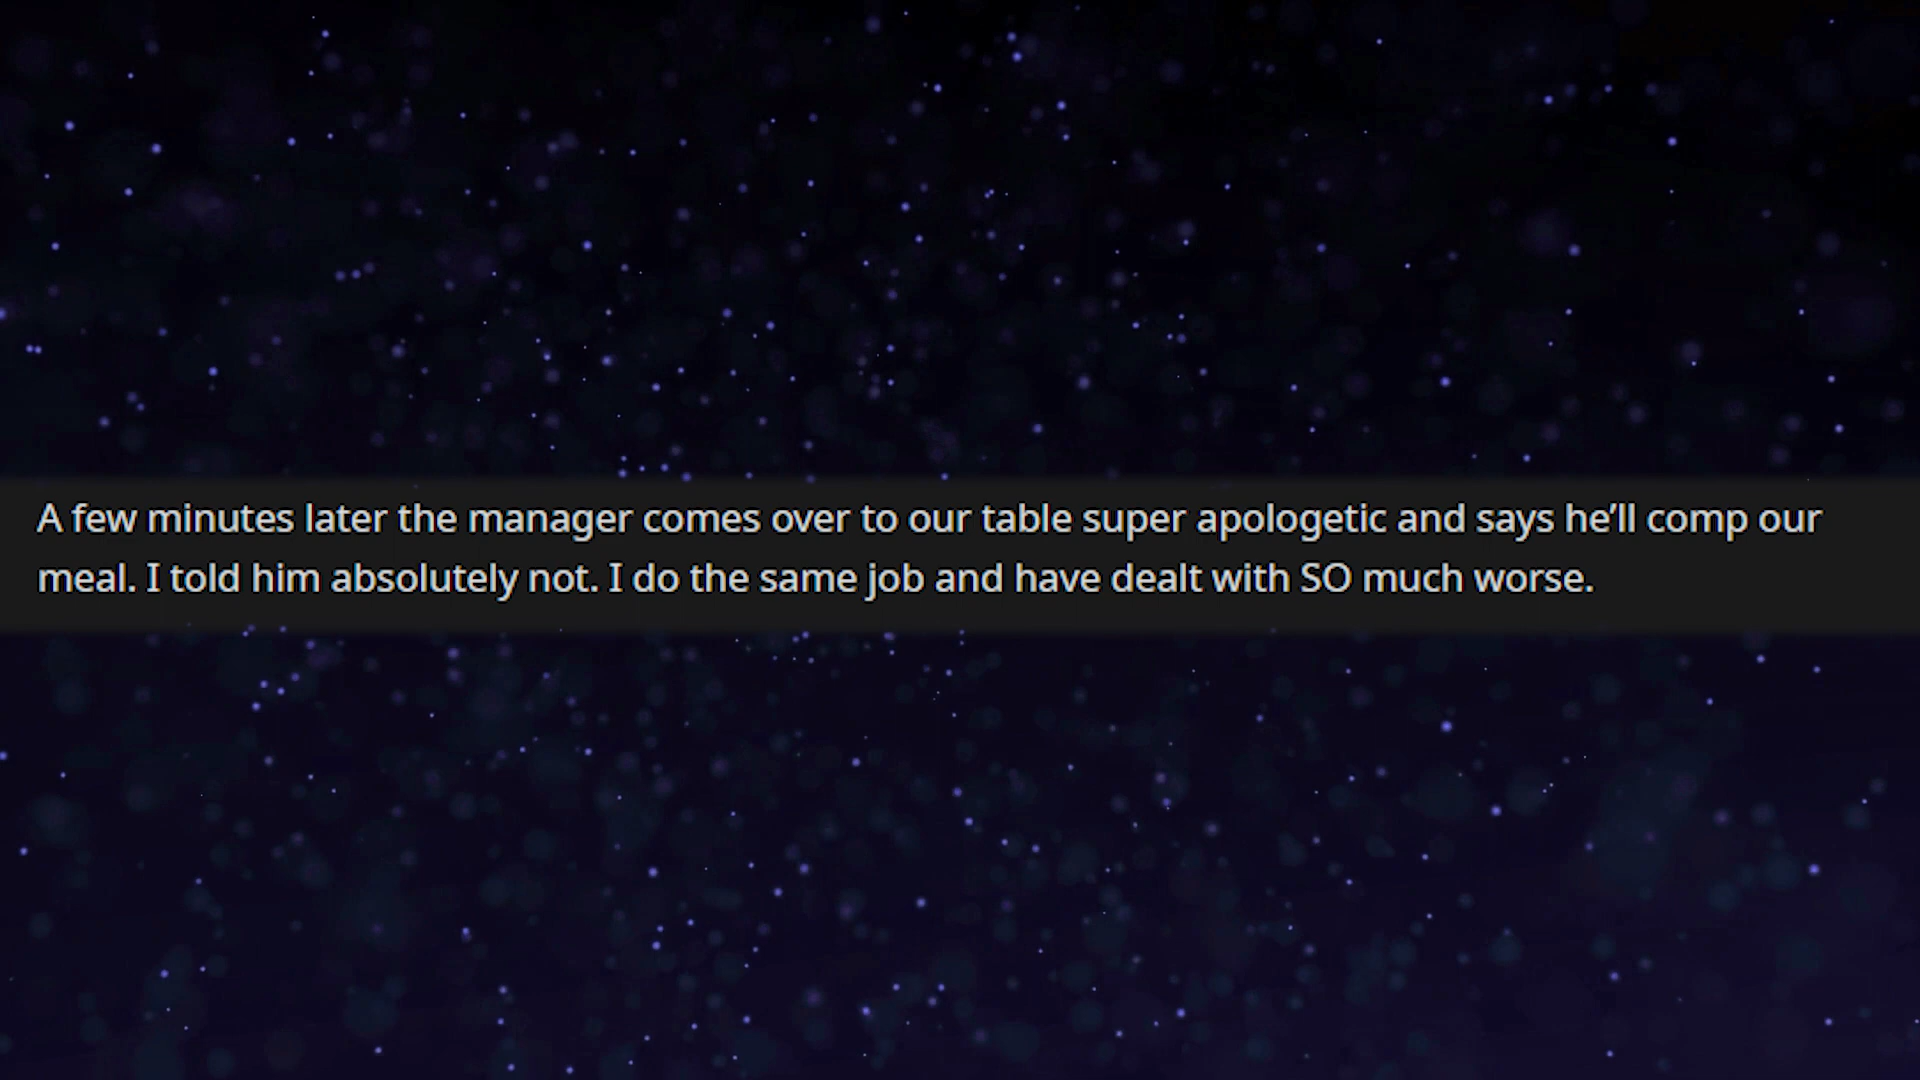 A few minutes later the manager comes over to our table super apologetic and says he’ll comp our
meal. I told him absolutely not. I do the same job and have dealt with SO much worse.